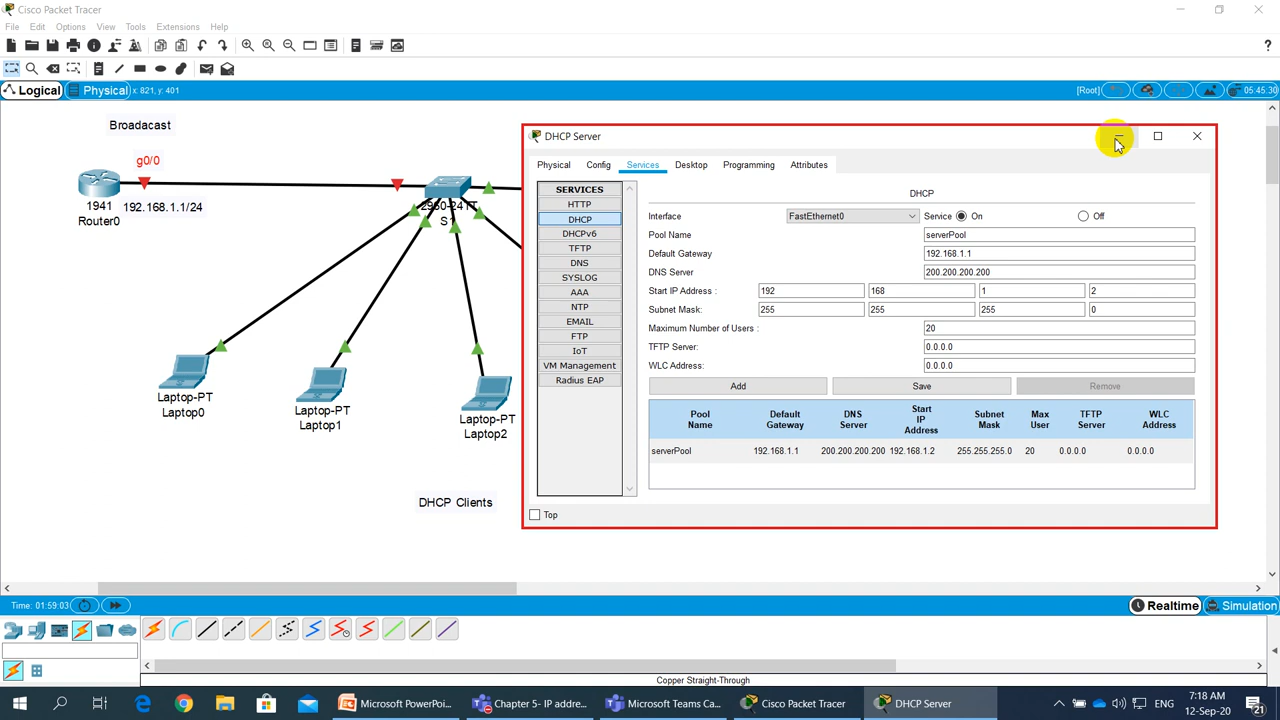 Cisco Packet Tracer
File Edit Options View Tools Extensions Help
Logical Physical x: 821, y: 401 [Root] 05:45:30
Broadacast
g0/0
192.168.1.1/24
1941
Router0
2960-24TT
S1
Laptop-PT
Laptop0
Laptop-PT
Laptop1
Laptop-PT
Laptop2
DHCP Clients
DHCP Server
Physical Config Services Desktop Programming Attributes
SERVICES
HTTP
DHCP
DHCPv6
TFTP
DNS
SYSLOG
AAA
NTP
EMAIL
FTP
IoT
VM Management
Radius EAP
DHCP
Interface FastEthernet0 Service On Off
Pool Name serverPool
Default Gateway 192.168.1.1
DNS Server 200.200.200.200
Start IP Address : 192 168 1 2
Subnet Mask: 255 255 255 0
Maximum Number of Users : 20
TFTP Server: 0.0.0.0
WLC Address: 0.0.0.0
Add Save Remove
Pool Name Default Gateway DNS Server Start IP Address Subnet Mask Max User TFTP Server WLC Address
serverPool 192.168.1.1 200.200.200.200 192.168.1.2 255.255.255.0 20 0.0.0.0 0.0.0.0
Top
Time: 01:59:03 Realtime Simulation
Copper Straight-Through
Microsoft PowerPoi... Chapter 5- IP addre... Microsoft Teams Ca... Cisco Packet Tracer DHCP Server ENG 7:18 AM
12-Sep-20
21